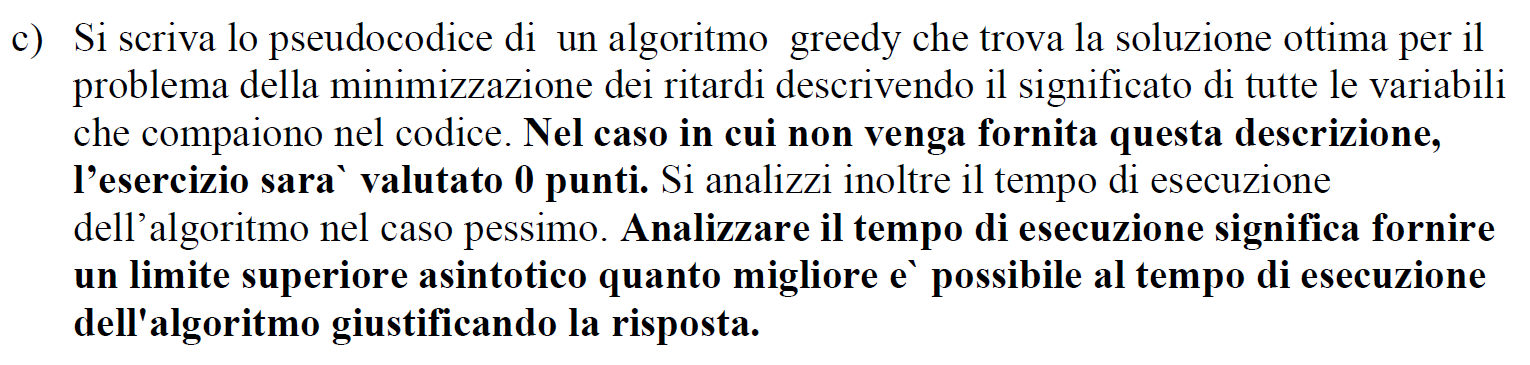 c) Si scriva lo pseudocodice di un algoritmo greedy che trova la soluzione ottima per il
problema della minimizzazione dei ritardi descrivendo il significato di tutte le variabili
che compaiono nel codice. Nel caso in cui non venga fornita questa descrizione,
l’esercizio sara` valutato 0 punti. Si analizzi inoltre il tempo di esecuzione
dell’algoritmo nel caso pessimo. Analizzare il tempo di esecuzione significa fornire
un limite superiore asintotico quanto migliore e` possibile al tempo di esecuzione
dell'algoritmo giustificando la risposta.